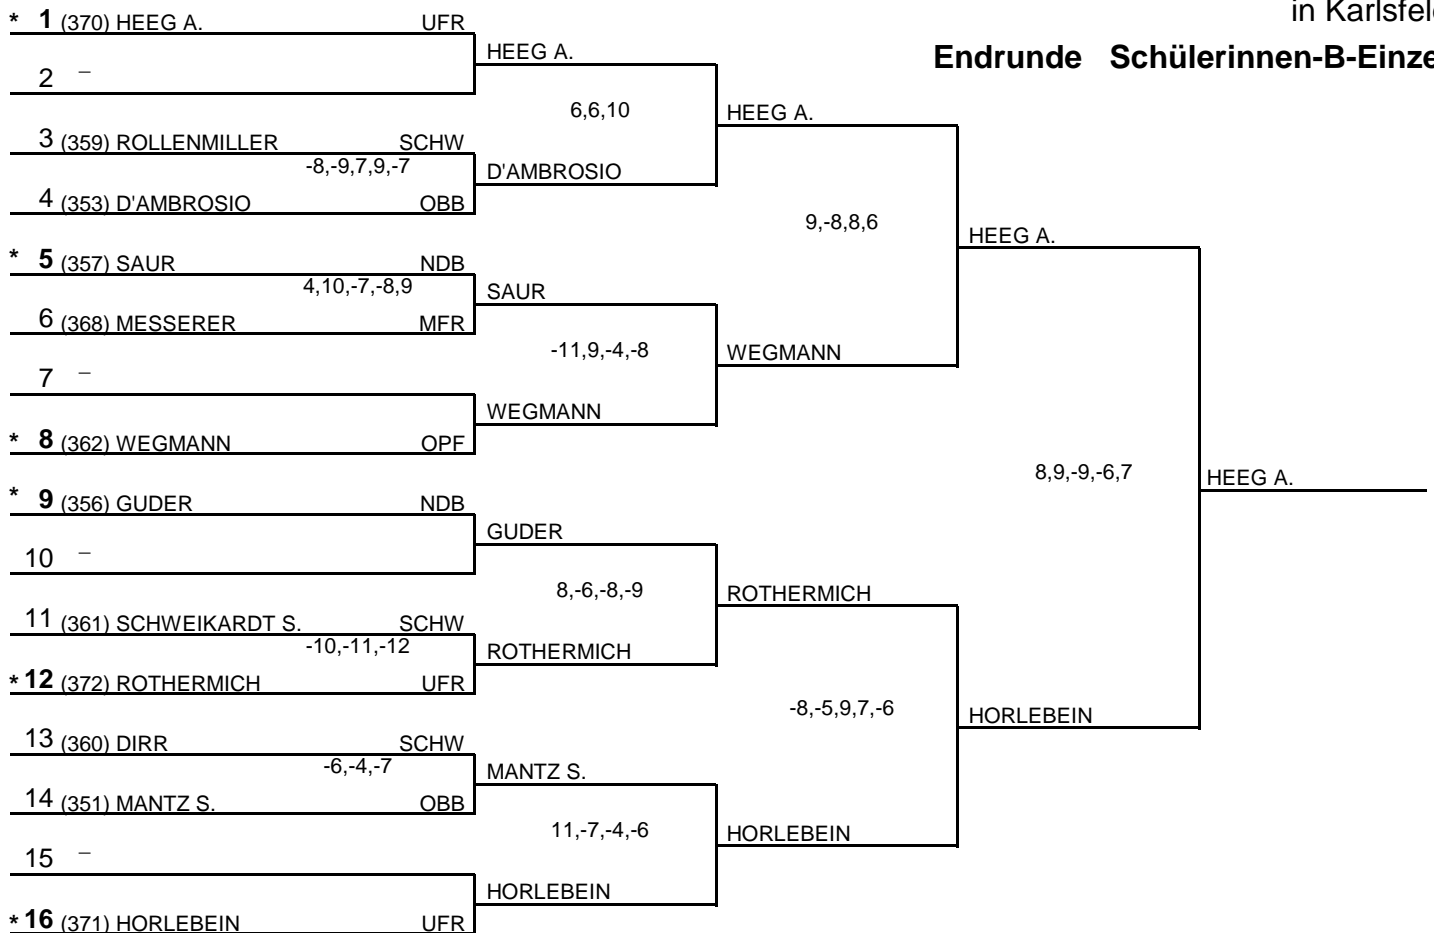 in Karlsfel
Endrunde Schülerinnen-B-Einze
* 1 (370) HEEG A. UFR
HEEG A.
2 –
6,6,10
HEEG A.
3 (359) ROLLENMILLER SCHW
-8,-9,7,9,-7
D'AMBROSIO
4 (353) D'AMBROSIO OBB
9,-8,8,6
HEEG A.
* 5 (357) SAUR NDB
4,10,-7,-8,9
SAUR
6 (368) MESSERER MFR
-11,9,-4,-8
WEGMANN
7 –
WEGMANN
* 8 (362) WEGMANN OPF
8,9,-9,-6,7
HEEG A.
* 9 (356) GUDER NDB
GUDER
10 –
8,-6,-8,-9
ROTHERMICH
11 (361) SCHWEIKARDT S. SCHW
-10,-11,-12
ROTHERMICH
* 12 (372) ROTHERMICH UFR
-8,-5,9,7,-6
HORLEBEIN
13 (360) DIRR SCHW
-6,-4,-7
MANTZ S.
14 (351) MANTZ S. OBB
11,-7,-4,-6
HORLEBEIN
15 –
HORLEBEIN
* 16 (371) HORLEBEIN UFR